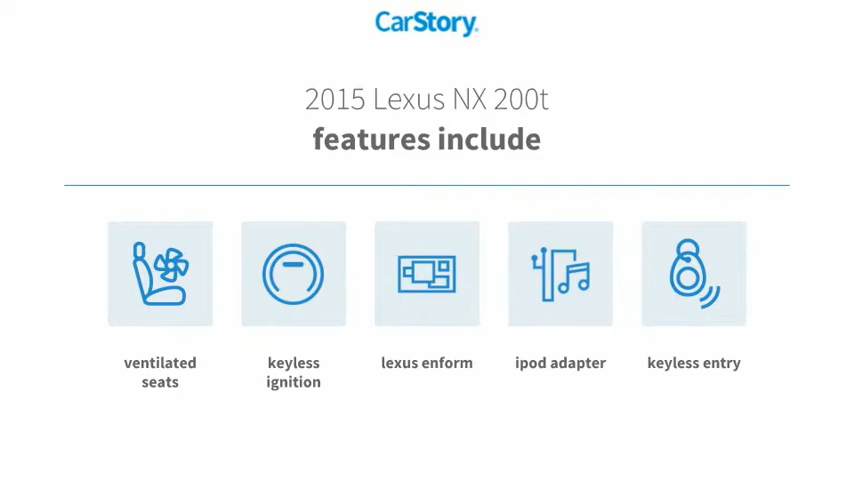 CarStory
2015 Lexus NX 200t
features include
ventilated
seats
keyless
ignition
lexus enform
ipod adapter
keyless entry